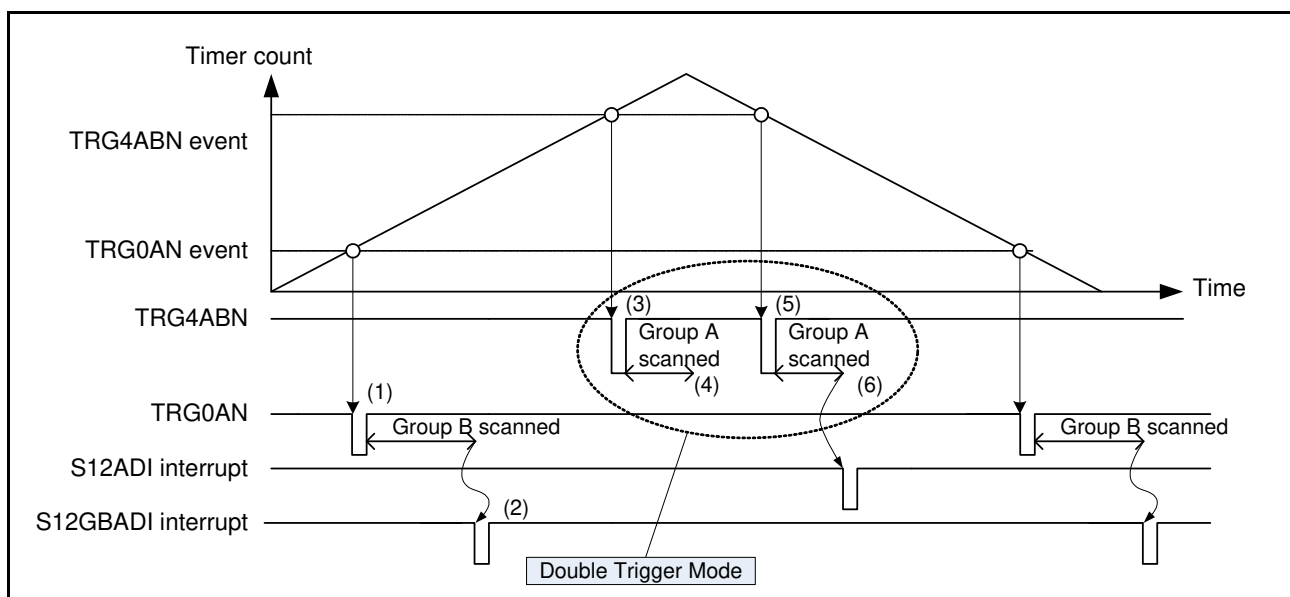 Timer count
TRG4ABN event
TRG0AN event
Time
TRG4ABN
(3)
(5)
Group A
scanned
Group A
scanned
(4)
(6)
TRG0AN
(1)
Group B scanned
Group B scanned
S12ADI interrupt
S12GBADI interrupt
(2)
Double Trigger Mode